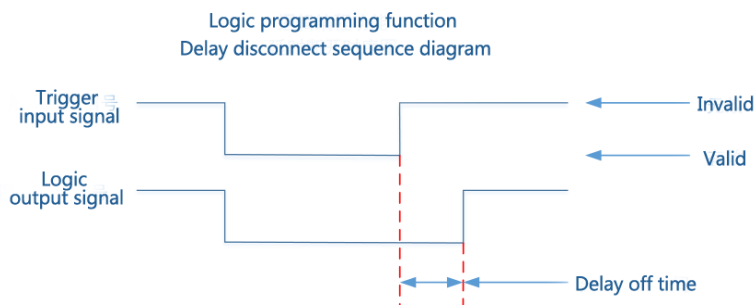 Logic programming function
Delay disconnect sequence diagram
Trigger
input signal
Invalid
Valid
Logic
output signal
Delay off time